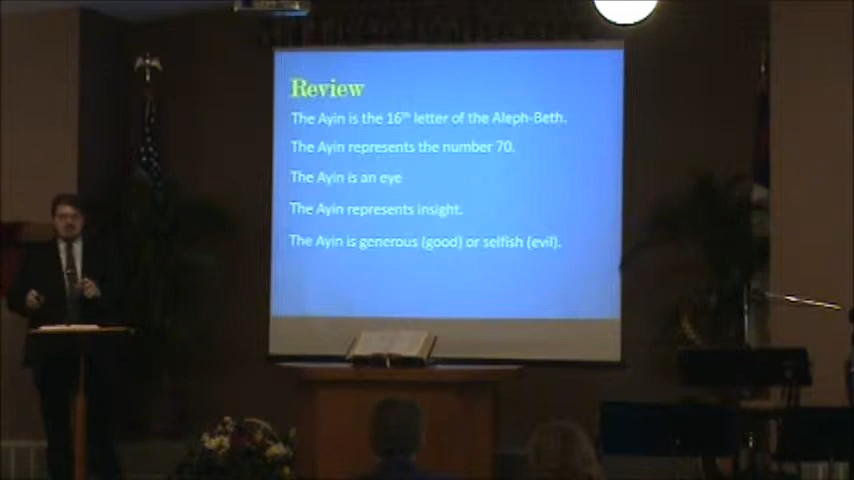 Review
The Ayin is the 16th letter of the Aleph-Beth.
The Ayin represents the number 70.
The Ayin is an eye
The Ayin represents insight.
The Ayin is generous (good) or selfish (evil).